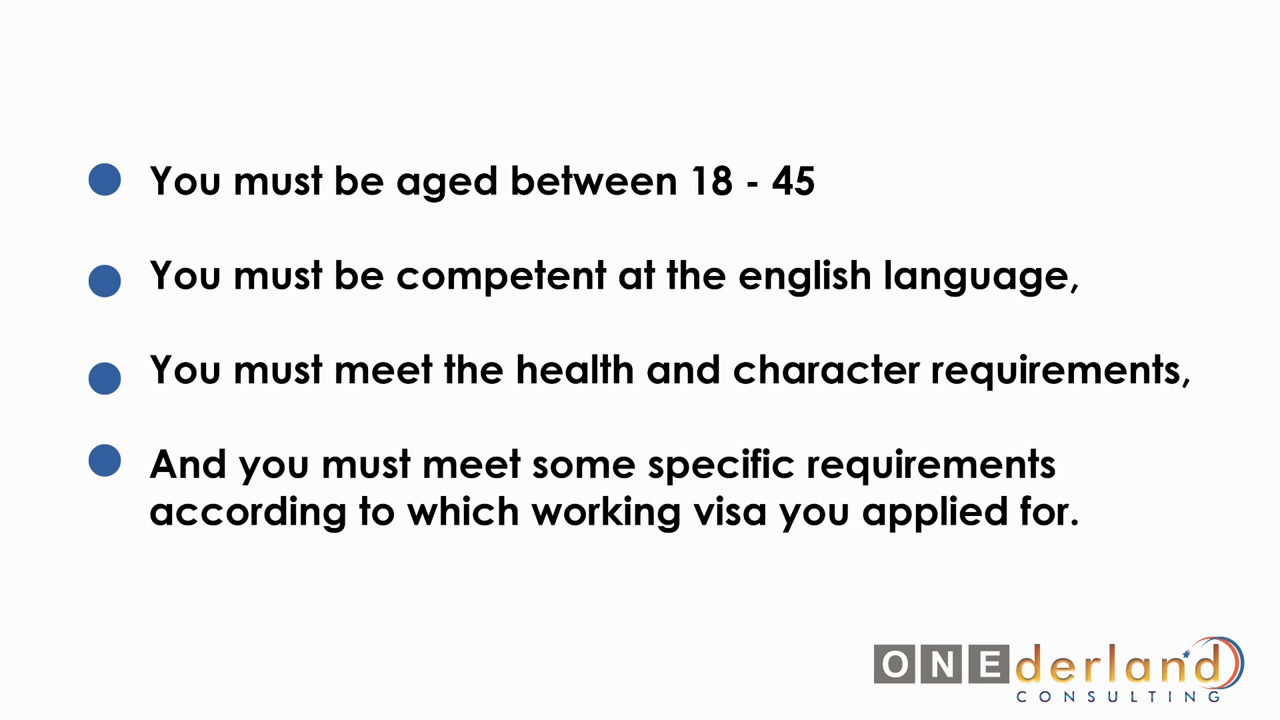 You must be aged between 18 - 45
You must be competent at the english language,
You must meet the health and character requirements,
And you must meet some specific requirements
according to which working visa you applied for.
ONEderland
CONSULTING